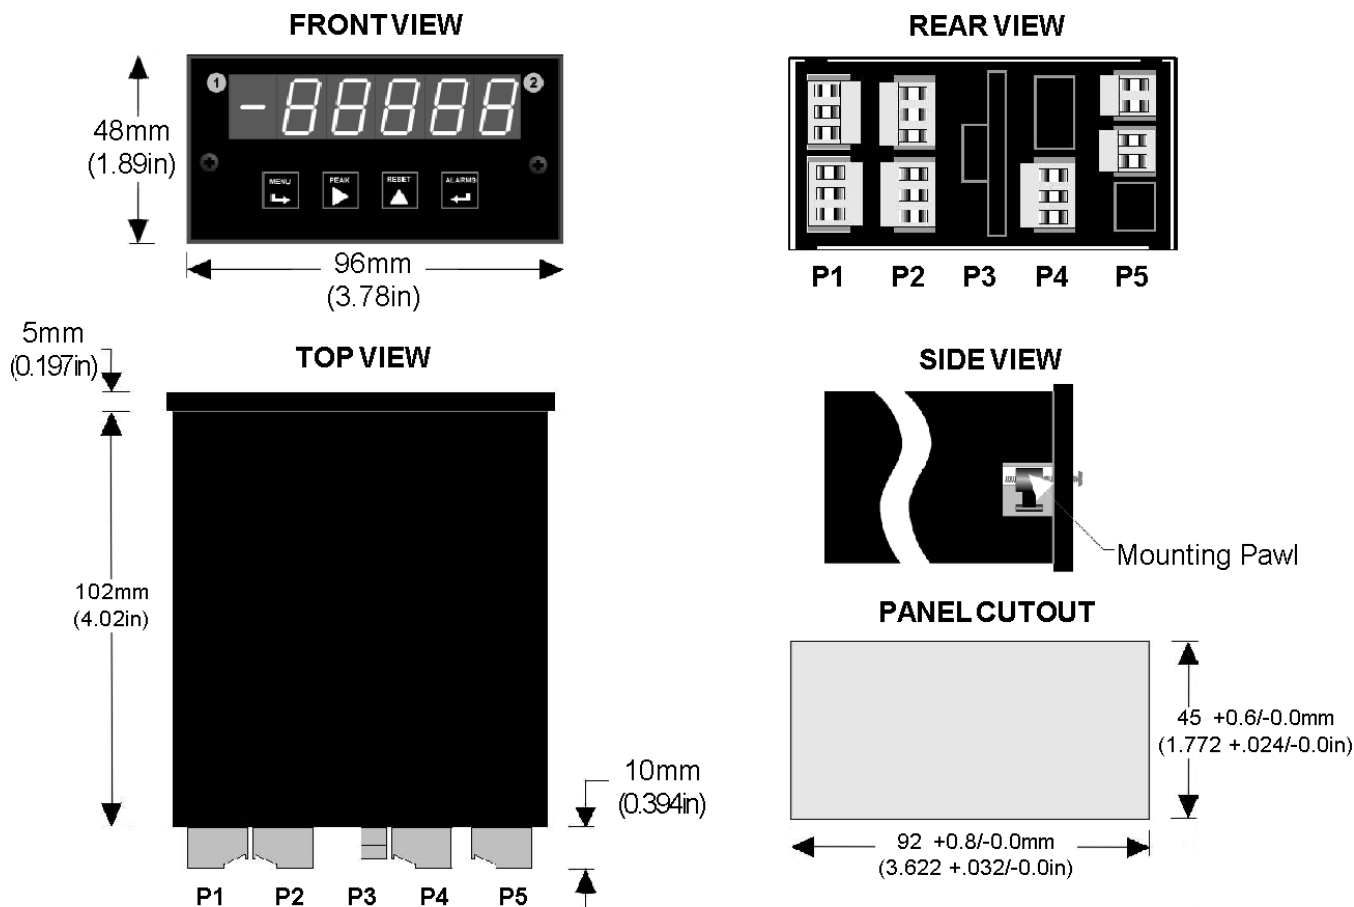 FRONT VIEW
1
2
-88888
MENU
PEAK
RESET
ALARMS
48mm
(1.89in)
96mm
(3.78in)
REAR VIEW
P1 P2 P3 P4 P5
TOP VIEW
5mm
(0.197in)
102mm
(4.02in)
10mm
(0.394in)
P1 P2 P3 P4 P5
SIDE VIEW
Mounting Pawl
PANEL CUTOUT
45 +0.6/-0.0mm
(1.772 +.024/-0.0in)
92 +0.8/-0.0mm
(3.622 +.032/-0.0in)